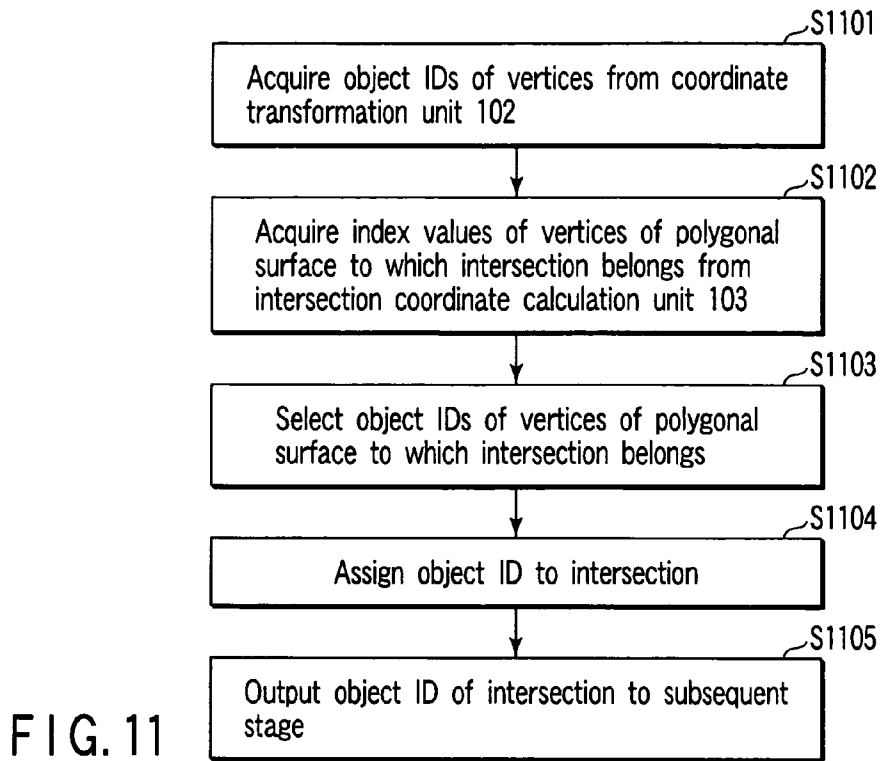 S1101
Acquire object IDs of vertices from coordinate
transformation unit 102
S1102
Acquire index values of vertices of polygonal
surface to which intersection belongs from
intersection coordinate calculation unit 103
S1103
Select object IDs of vertices of polygonal
surface to which intersection belongs
S1104
Assign object ID to intersection
S1105
Output object ID of intersection to subsequent
stage
FIG. 11